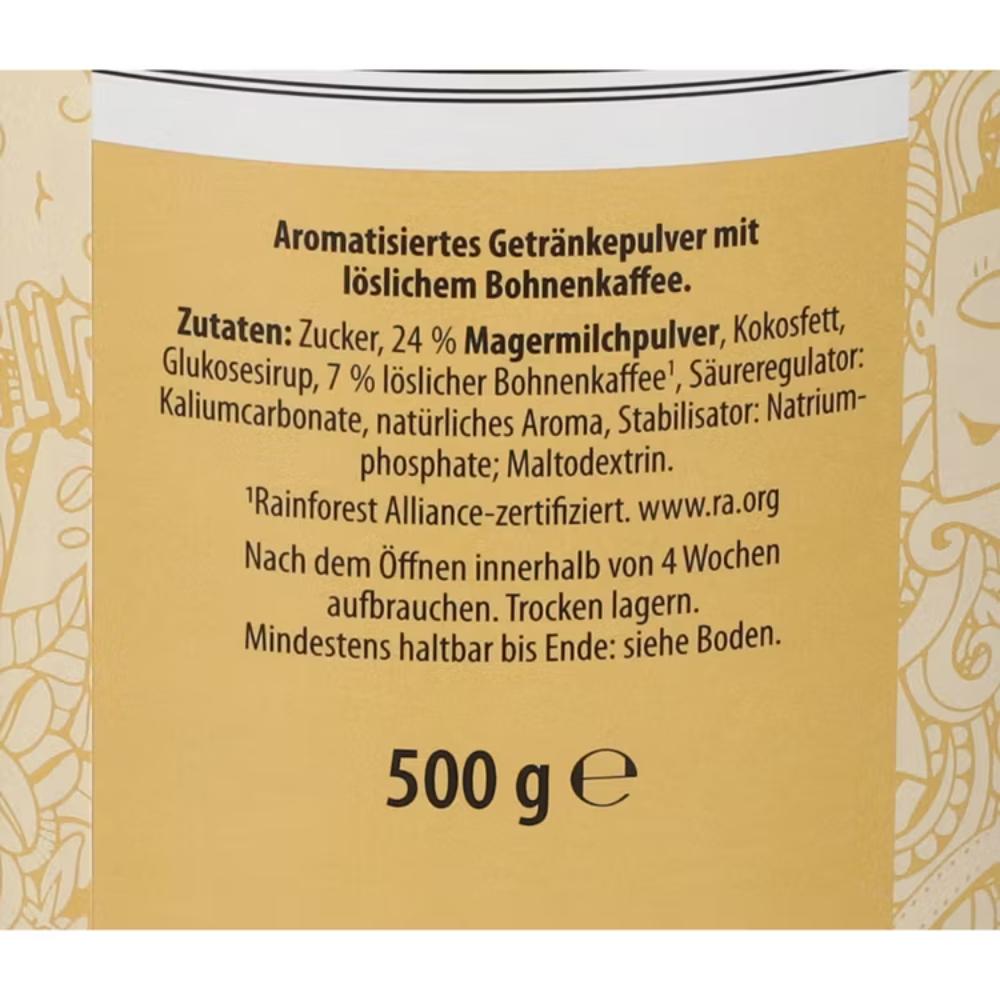 Aromatisiertes Getränkepulver mit
löslichem Bohnenkaffee.
Zutaten: Zucker, 24 % Magermilchpulver, Kokosfett,
Glukosesirup, 7 % löslicher Bohnenkaffee¹, Säureregulator:
Kaliumcarbonate, natürliches Aroma, Stabilisator: Natrium-
phosphate; Maltodextrin.
¹Rainforest Alliance-zertifiziert. www.ra.org
Nach dem Öffnen innerhalb von 4 Wochen
aufbrauchen. Trocken lagern.
Mindestens haltbar bis Ende: siehe Boden.
500 g ℮